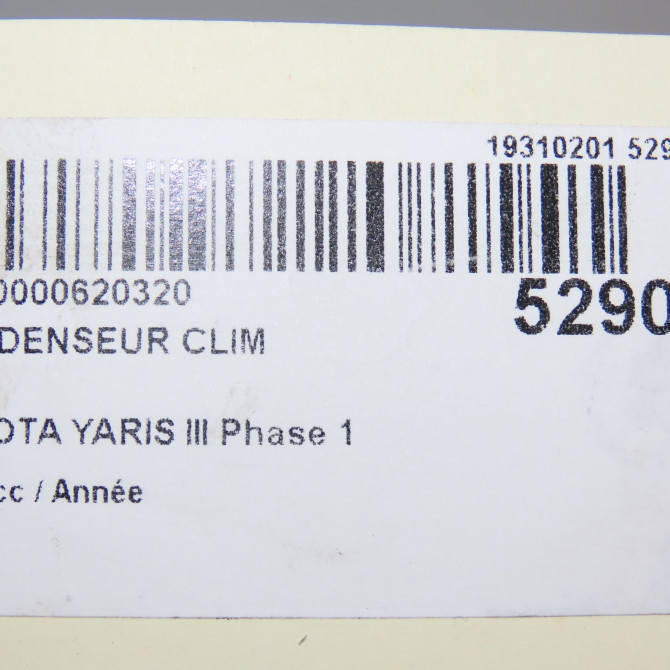 19310201 529
0000620320
5290
DENSEUR CLIM
OTA YARIS III Phase 1
cc / Année